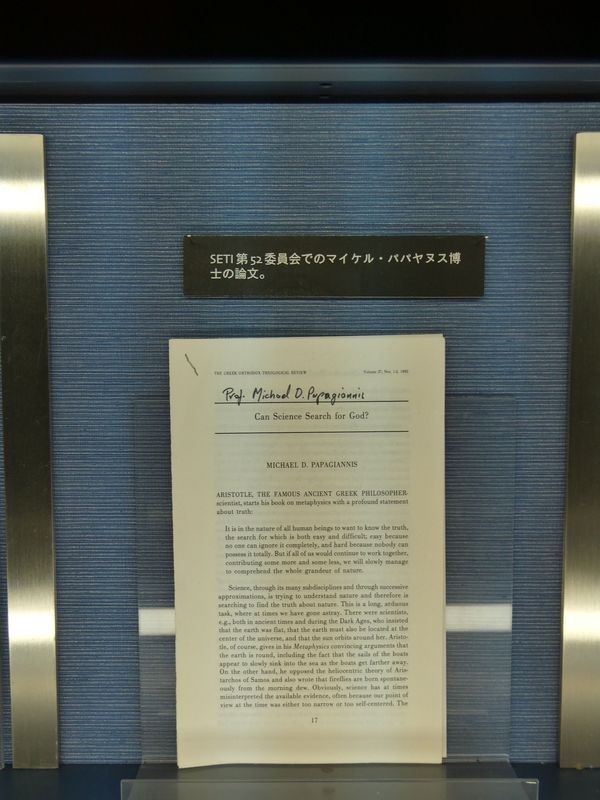 SETI 第52委員会でのマイケル・パパヤヌス博
士の論文。
THE GREEK ORTHODOX THEOLOGICAL REVIEW Volume 37, Nos. 1-2, 1992
Prof. Michael D. Papagiannis
Can Science Search for God?
MICHAEL D. PAPAGIANNIS
ARISTOTLE, THE FAMOUS ANCIENT GREEK PHILOSOPHER-
scientist, starts his book on metaphysics with a profound statement
about truth:
It is in the nature of all human beings to want to know the truth,
the search for which is both easy and difficult; easy because
no one can ignore it completely, and hard because nobody can
possess it totally. But if all of us would continue to work together,
contributing some more and some less, we will slowly manage
to comprehend the whole grandeur of nature.
Science, through its many subdisciplines and through successive
approximations, is trying to understand nature and therefore is
searching to find the truth about nature. This is a long, arduous
task, where at times we have gone astray. There were scientists,
e.g., both in ancient times and during the Dark Ages, who insisted
that the earth was flat, that the earth must also be located at the
center of the universe, and that the sun orbits around her. Aristo-
tle, of course, gives in his Metaphysics convincing arguments that
the earth is round, including the fact that the sails of the boats
appear to slowly sink into the sea as the boats get farther away.
On the other hand, he opposed the heliocentric theory of Aris-
tarchos of Samos and also wrote that fireflies are born spontane-
ously from the morning dew. Obviously, science has at times
misinterpreted the available evidence, often because our point of
view at the time was either too narrow or too self-centered. The
17